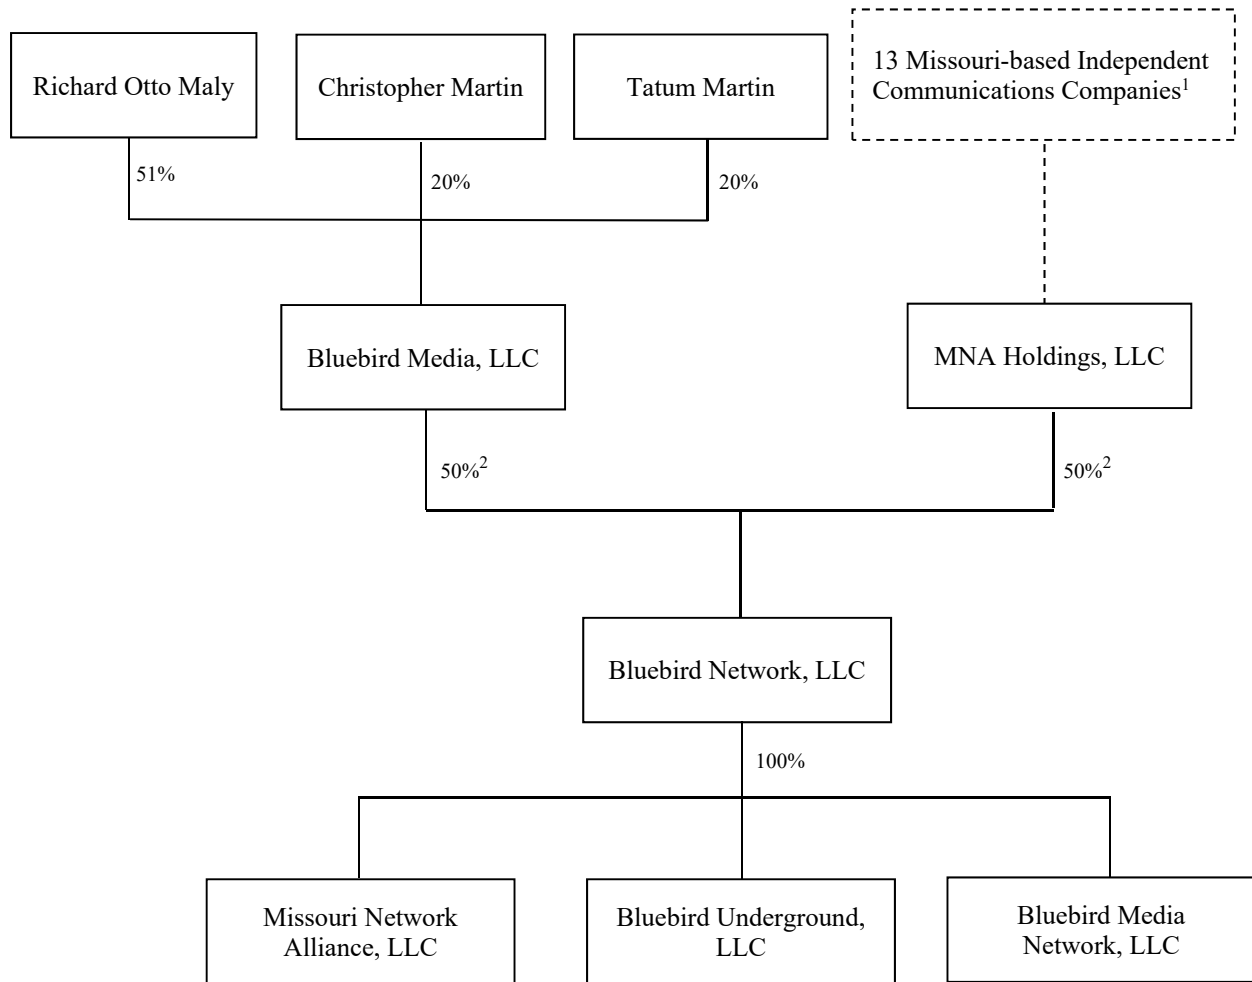 Richard Otto Maly
Christopher Martin
Tatum Martin
13 Missouri-based Independent
Communications Companies¹
51%
20%
20%
Bluebird Media, LLC
MNA Holdings, LLC
50%²
50%²
Bluebird Network, LLC
100%
Missouri Network
Alliance, LLC
Bluebird Underground,
LLC
Bluebird Media
Network, LLC